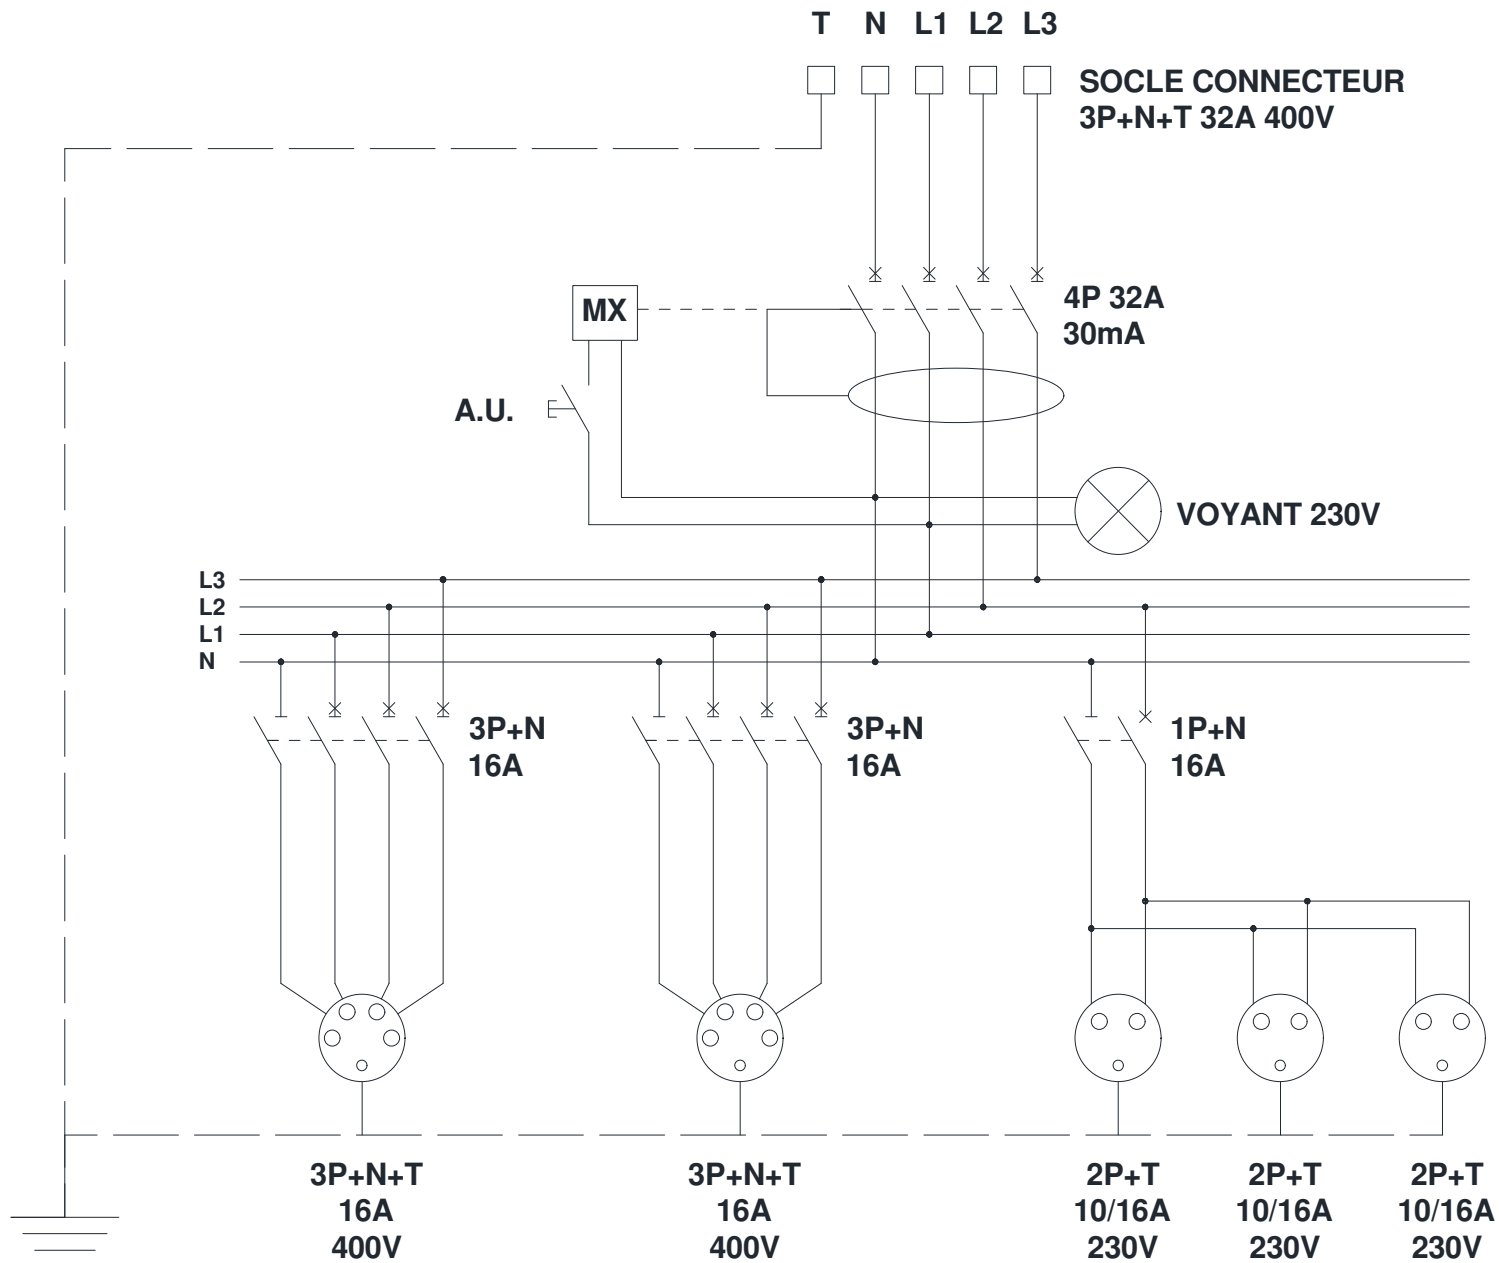 T N L1 L2 L3
SOCLE CONNECTEUR
3P+N+T 32A 400V
MX
4P 32A
30mA
A.U.
VOYANT 230V
L3
L2
L1
N
3P+N
16A
3P+N
16A
1P+N
16A
3P+N+T
16A
400V
3P+N+T
16A
400V
2P+T
10/16A
230V
2P+T
10/16A
230V
2P+T
10/16A
230V